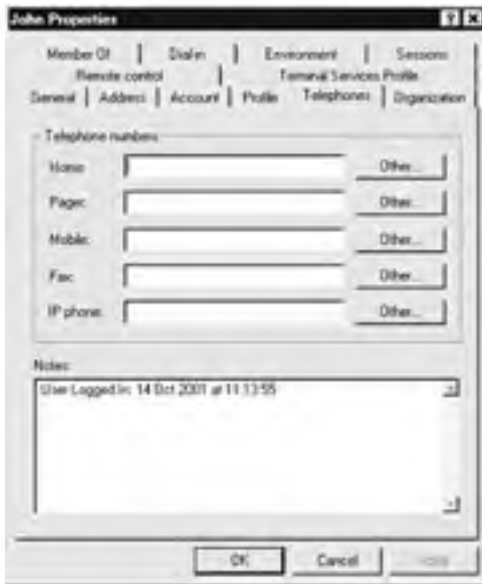 John Properties
Member Of Dial-in Environment Sessions
Remote control Terminal Services Profile
General Address Account Profile Telephones Organization
Telephone numbers
Home: Other...
Pager: Other...
Mobile: Other...
Fax: Other...
IP phone: Other...
Notes:
User Logged In: 14 Oct 2001 at 11:13:55
OK Cancel Apply